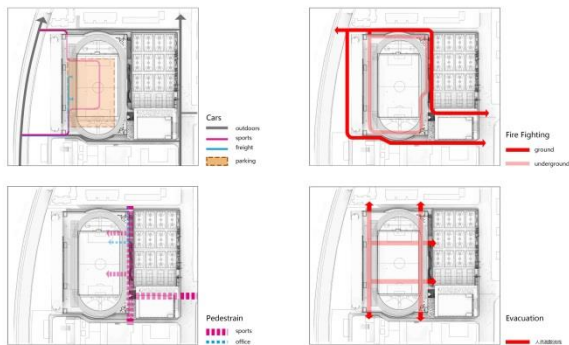 Cars
outdoors
sports
freight
parking
Fire Fighting
ground
underground
Pedestrain
sports
office
Evacuation